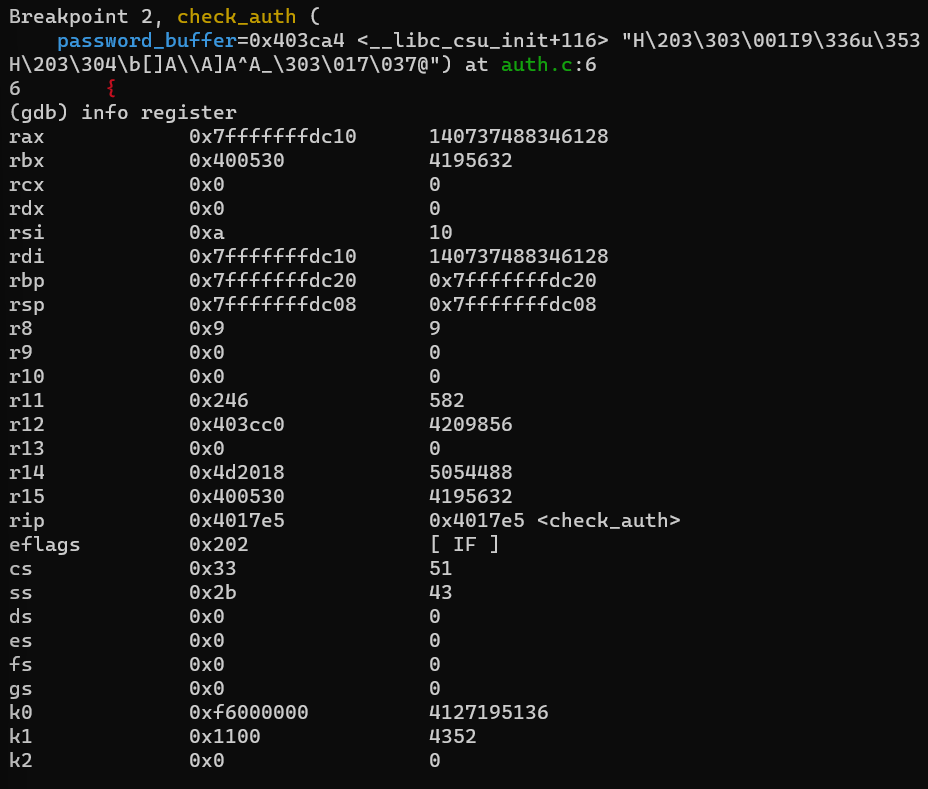 Breakpoint 2, check_auth (
    password_buffer=0x403ca4 <__libc_csu_init+116> "H\203\303\001I9\336u\353
H\203\304\b[]A\\A]A^A_\303\017\037@") at auth.c:6
6       {
(gdb) info register
rax            0x7fffffffdc10      140737488346128
rbx            0x400530            4195632
rcx            0x0                 0
rdx            0x0                 0
rsi            0xa                 10
rdi            0x7fffffffdc10      140737488346128
rbp            0x7fffffffdc20      0x7fffffffdc20
rsp            0x7fffffffdc08      0x7fffffffdc08
r8             0x9                 9
r9             0x0                 0
r10            0x0                 0
r11            0x246               582
r12            0x403cc0            4209856
r13            0x0                 0
r14            0x4d2018            5054488
r15            0x400530            4195632
rip            0x4017e5            0x4017e5 <check_auth>
eflags         0x202               [ IF ]
cs             0x33                51
ss             0x2b                43
ds             0x0                 0
es             0x0                 0
fs             0x0                 0
gs             0x0                 0
k0             0xf6000000          4127195136
k1             0x1100              4352
k2             0x0                 0